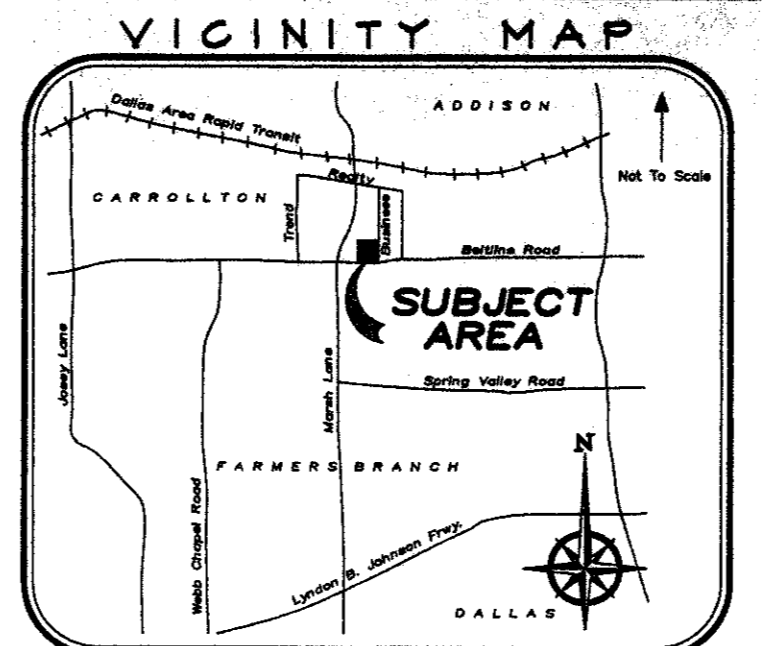 VICINITY MAP
Dallas Area Rapid Transit
ADDISON
Not To Scale
Realty
CARROLLTON
Trend
Business
Beltline Road
SUBJECT
AREA
Josey Lane
Marsh Lane
Spring Valley Road
N
FARMERS BRANCH
Webb Chapel Road
Lyndon B. Johnson Frwy.
DALLAS